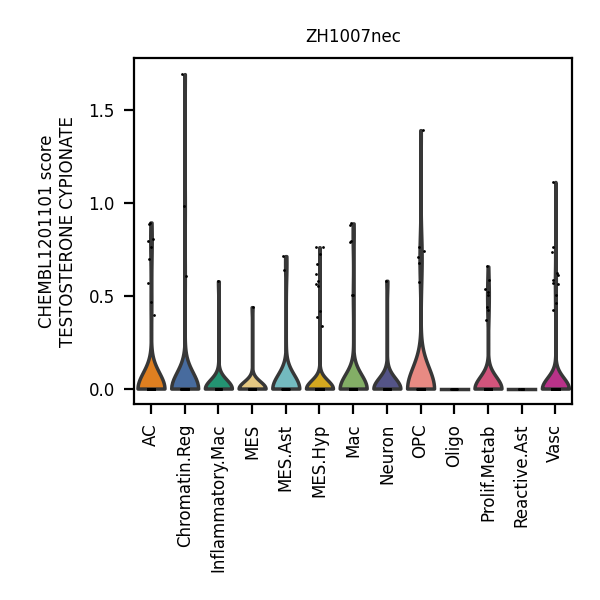 ZH1007nec
CHEMBL1201101 score
TESTOSTERONE CYPIONATE
1.5
1.0
0.5
0.0
AC
Chromatin.Reg
Inflammatory.Mac
MES
MES.Ast
MES.Hyp
Mac
Neuron
OPC
Oligo
Prolif.Metab
Reactive.Ast
Vasc